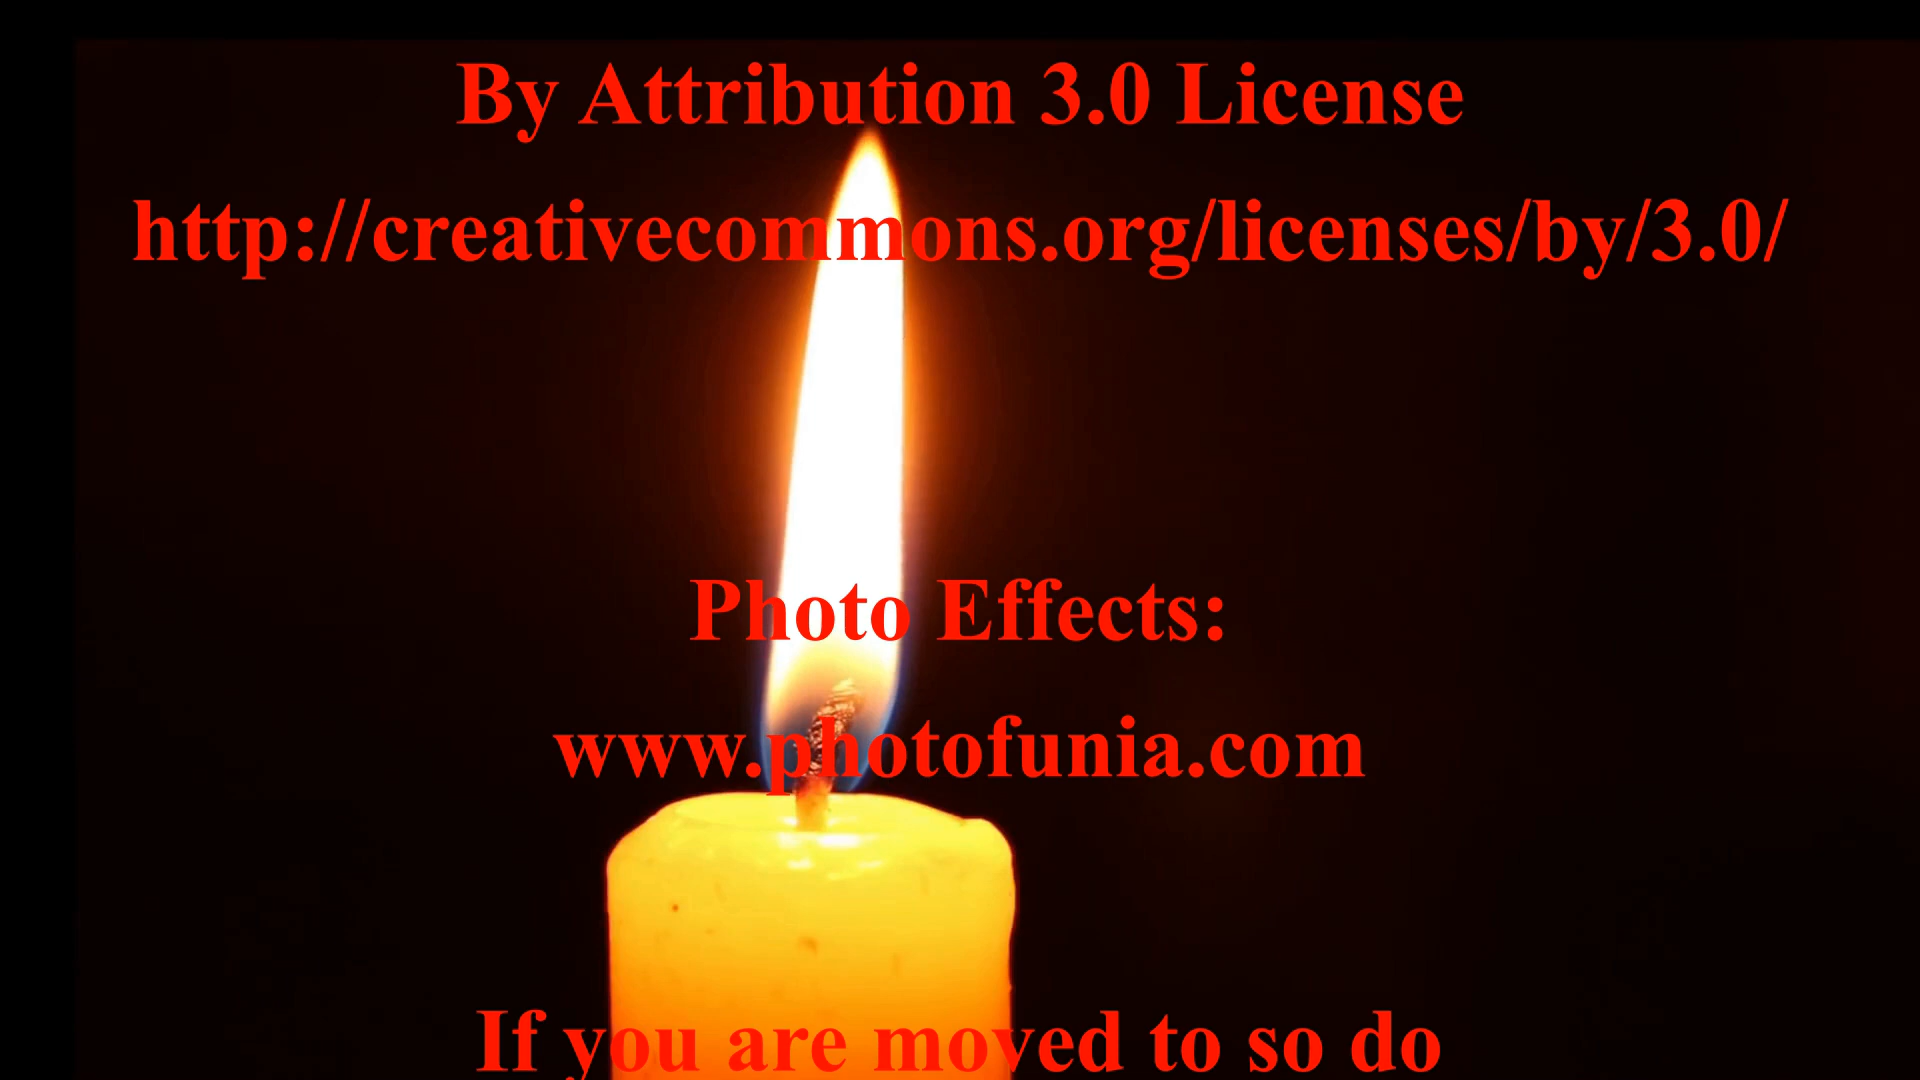 By Attribution 3.0 License
http://creativecommons.org/licenses/by/3.0/
Photo Effects:
www.photofunia.com
If you are moved to so do